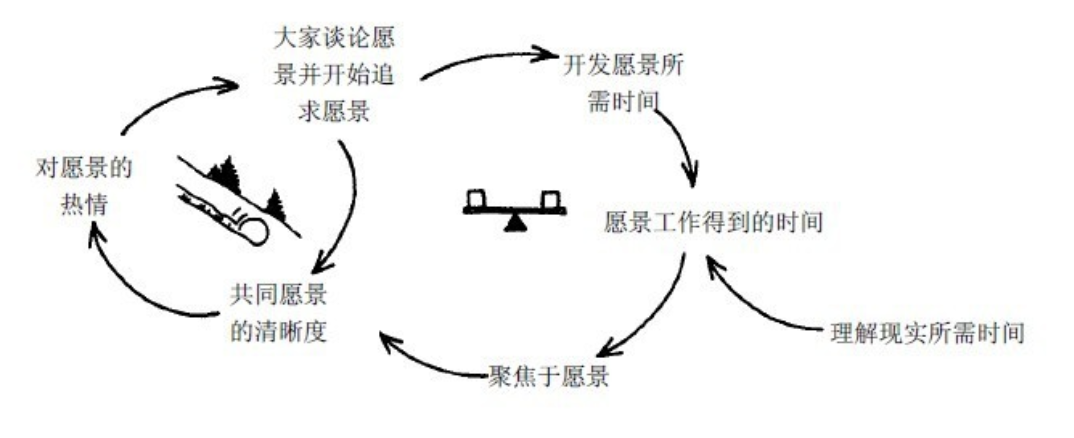 大家谈论愿
景并开始追
求愿景
开发愿景所
需时间
对愿景的
热情
愿景工作得到的时间
共同愿景
的清晰度
理解现实所需时间
聚焦于愿景